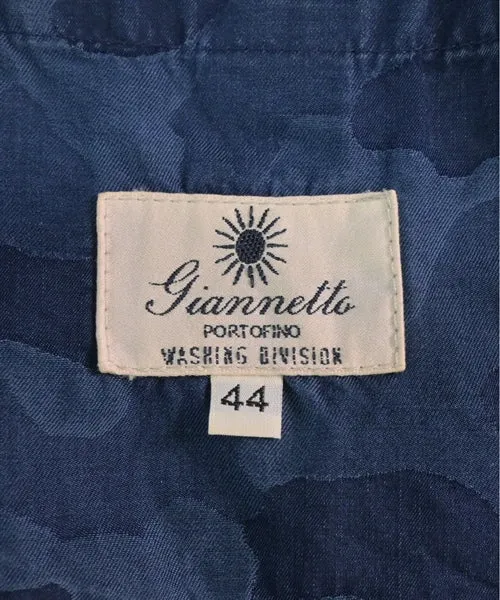 Giannetto
PORTOFINO
WASHING DIVISION
44